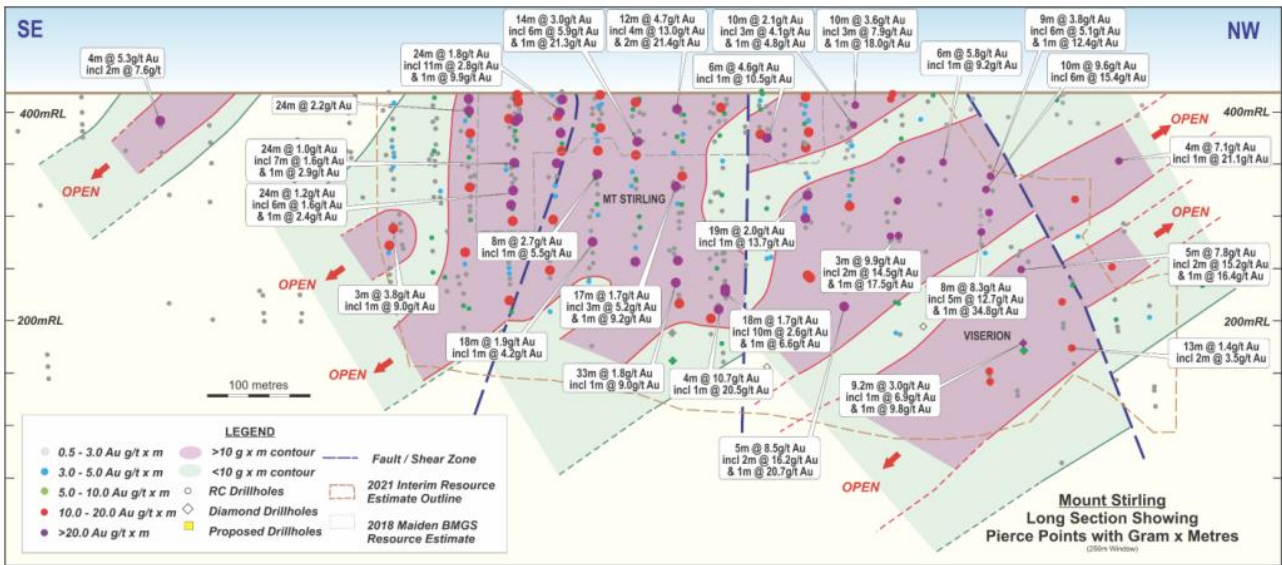 SE
NW
4m @ 5.3g/t Au
incl 2m @ 7.6g/t
24m @ 1.8g/t Au
incl 11m @ 2.8g/t Au
& 1m @ 9.9g/t Au
14m @ 3.0g/t Au
incl 6m @ 5.9g/t Au
& 1m @ 21.3g/t Au
12m @ 4.7g/t Au
incl 4m @ 13.0g/t Au
& 2m @ 21.4g/t Au
10m @ 2.1g/t Au
incl 3m @ 4.1g/t Au
& 1m @ 4.8g/t Au
10m @ 3.6g/t Au
incl 3m @ 7.9g/t Au
& 1m @ 18.0g/t Au
9m @ 3.8g/t Au
incl 6m @ 5.1g/t Au
& 1m @ 12.4g/t Au
6m @ 4.6g/t Au
incl 1m @ 10.5g/t Au
6m @ 5.8g/t Au
incl 1m @ 9.2g/t Au
10m @ 9.6g/t Au
incl 6m @ 15.4g/t Au
400mRL
24m @ 2.2g/t Au
400mRL
OPEN
24m @ 1.0g/t Au
incl 7m @ 1.6g/t Au
& 1m @ 2.9g/t Au
4m @ 7.1g/t Au
incl 1m @ 21.1g/t Au
OPEN
24m @ 1.2g/t Au
incl 6m @ 1.6g/t Au
& 1m @ 2.4g/t Au
MT STIRLING
OPEN
8m @ 2.7g/t Au
incl 1m @ 5.5g/t Au
19m @ 2.0g/t Au
incl 1m @ 13.7g/t Au
3m @ 9.9g/t Au
incl 2m @ 14.5g/t Au
& 1m @ 17.5g/t Au
5m @ 7.8g/t Au
incl 2m @ 15.2g/t Au
& 1m @ 16.4g/t Au
OPEN
3m @ 3.8g/t Au
incl 1m @ 9.0g/t Au
17m @ 1.7g/t Au
incl 3m @ 5.2g/t Au
& 1m @ 9.2g/t Au
8m @ 8.3g/t Au
incl 5m @ 12.7g/t Au
& 1m @ 34.8g/t Au
200mRL
200mRL
18m @ 1.9g/t Au
incl 1m @ 4.2g/t Au
18m @ 1.7g/t Au
incl 10m @ 2.6g/t Au
& 1m @ 6.6g/t Au
VISERION
13m @ 1.4g/t Au
incl 2m @ 3.5g/t Au
OPEN
33m @ 1.8g/t Au
incl 1m @ 9.0g/t Au
4m @ 10.7g/t Au
incl 1m @ 20.5g/t Au
9.2m @ 3.0g/t Au
incl 1m @ 6.9g/t Au
& 1m @ 9.8g/t Au
100 metres
5m @ 8.5g/t Au
incl 2m @ 16.2g/t Au
& 1m @ 20.7g/t Au
OPEN
LEGEND
0.5 - 3.0 Au g/t x m
3.0 - 5.0 Au g/t x m
5.0 - 10.0 Au g/t x m
10.0 - 20.0 Au g/t x m
>20.0 Au g/t x m
>10 g x m contour
<10 g x m contour
RC Drillholes
Diamond Drillholes
Proposed Drillholes
Fault / Shear Zone
2021 Interim Resource
Estimate Outline
2018 Maiden BMGS
Resource Estimate
Mount Stirling
Long Section Showing
Pierce Points with Gram x Metres
(250m Window)